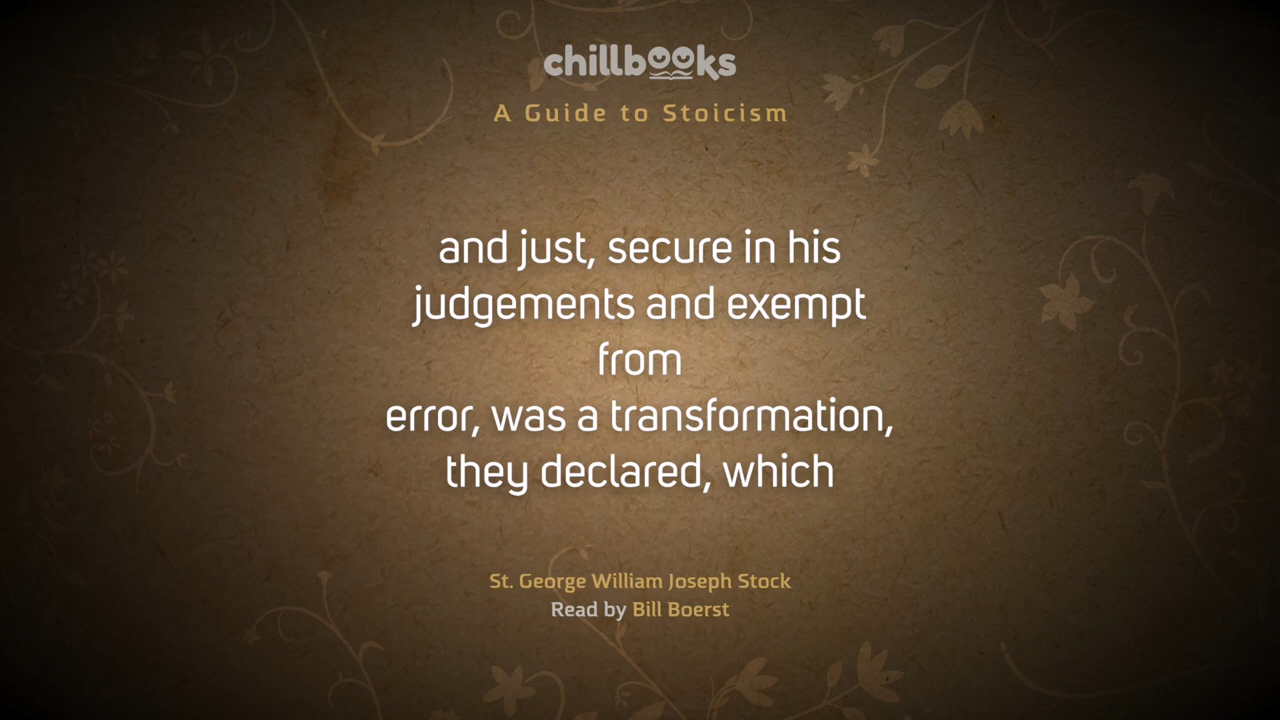 chillbooks
A Guide to Stoicism
and just, secure in his
judgements and exempt
from
error, was a transformation,
they declared, which
St. George William Joseph Stock
Read by Bill Boerst